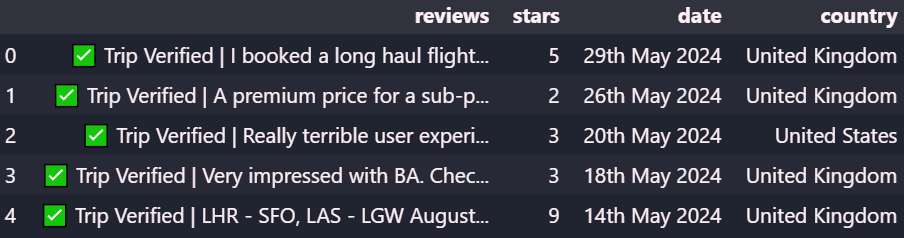 reviews stars date country
0 ✅ Trip Verified | I booked a long haul flight... 5 29th May 2024 United Kingdom
1 ✅ Trip Verified | A premium price for a sub-p... 2 26th May 2024 United Kingdom
2 ✅ Trip Verified | Really terrible user experi... 3 20th May 2024 United States
3 ✅ Trip Verified | Very impressed with BA. Chec... 3 18th May 2024 United Kingdom
4 ✅ Trip Verified | LHR - SFO, LAS - LGW August... 9 14th May 2024 United Kingdom